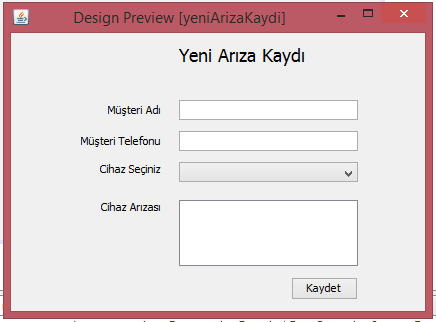 Design Preview [yeniArizaKaydi]
Yeni Arıza Kaydı
Müşteri Adı
Müşteri Telefonu
Cihaz Seçiniz
Cihaz Arızası
Kaydet